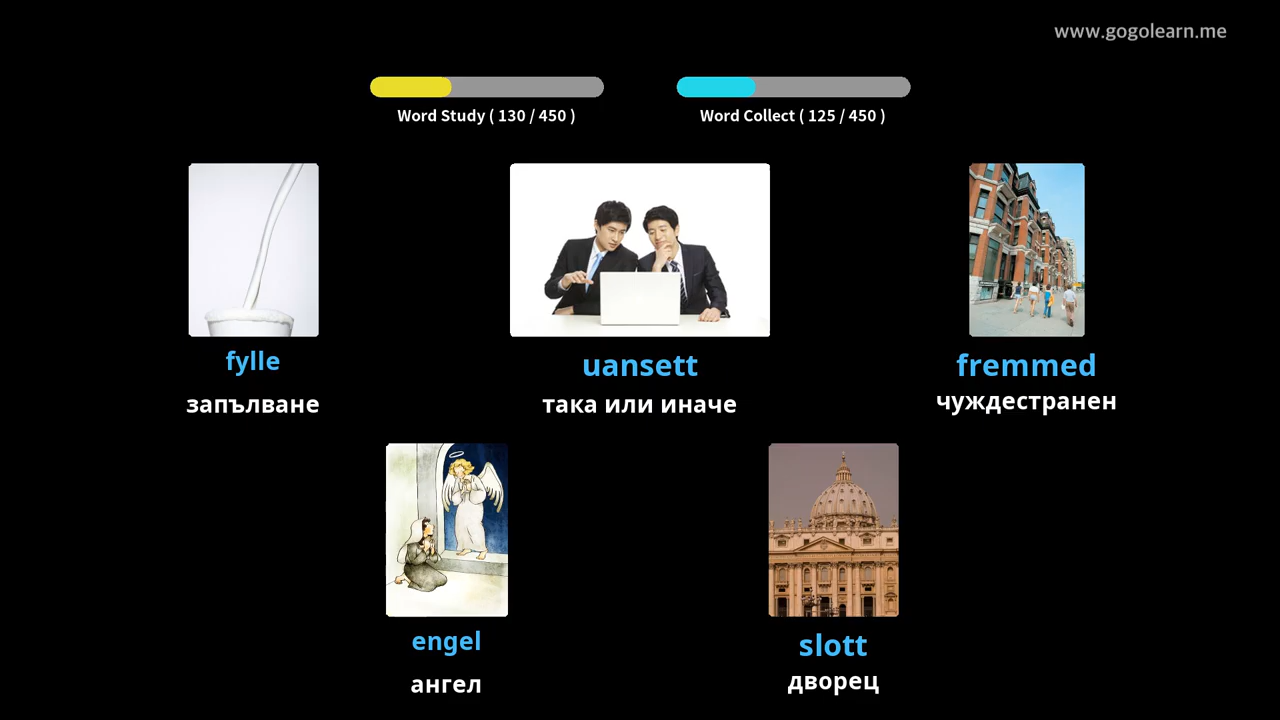 www.gogolearn.me
Word Study ( 130 / 450 )
Word Collect ( 125 / 450 )
fylle
uansett
fremmed
запълване
така или иначе
чуждестранен
engel
slott
ангел
дворец